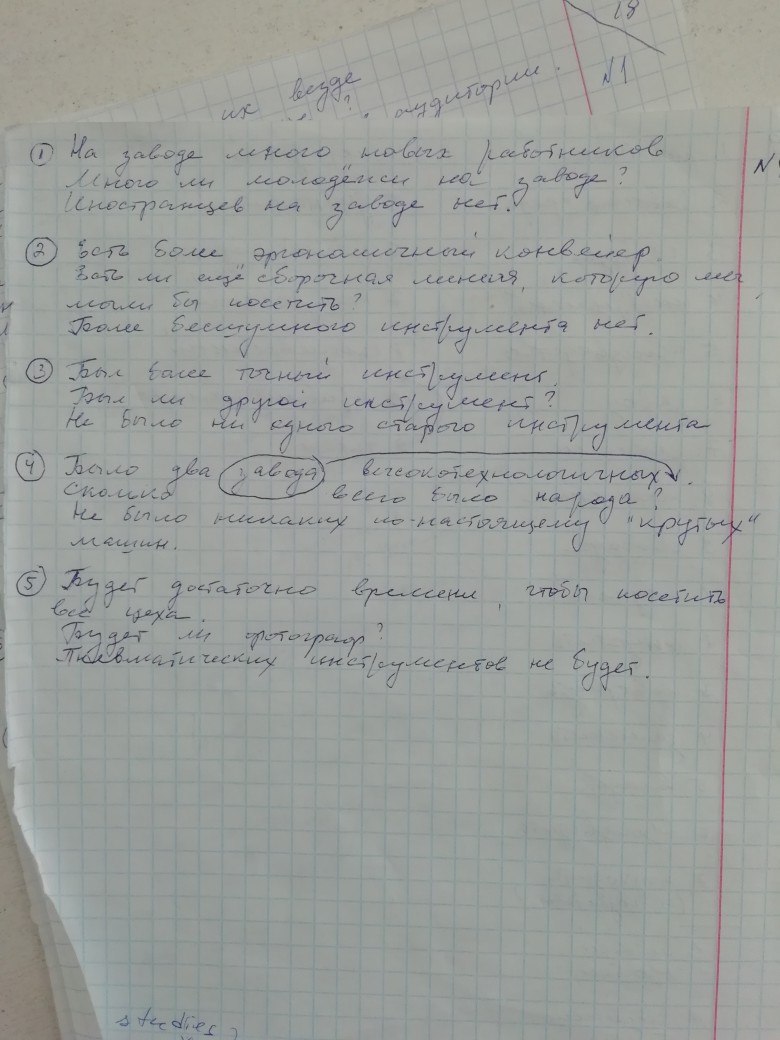 18
№1
их везде
? аудитории.
① На заводе много новых работников
Много ли молодёжи на заводе?
Иностранцев на заводе нет.
② Есть более эргономичный конвейер.
Есть ли ещё сборочная линия, которую мы
могли бы посетить?
Более бесшумного инструмента нет.
③ Был более точный инструмент.
Был ли другой инструмент?
Не было ни одного старого инструмента
④ Было два завода высокотехнологичных.
Сколько всего было народа?
Не было никаких по-настоящему "крутых"
машин.
⑤ Будет достаточно времени, чтобы посетить
все цеха.
Будет ли фотограф?
Пневматических инструментов не будет.
studies?